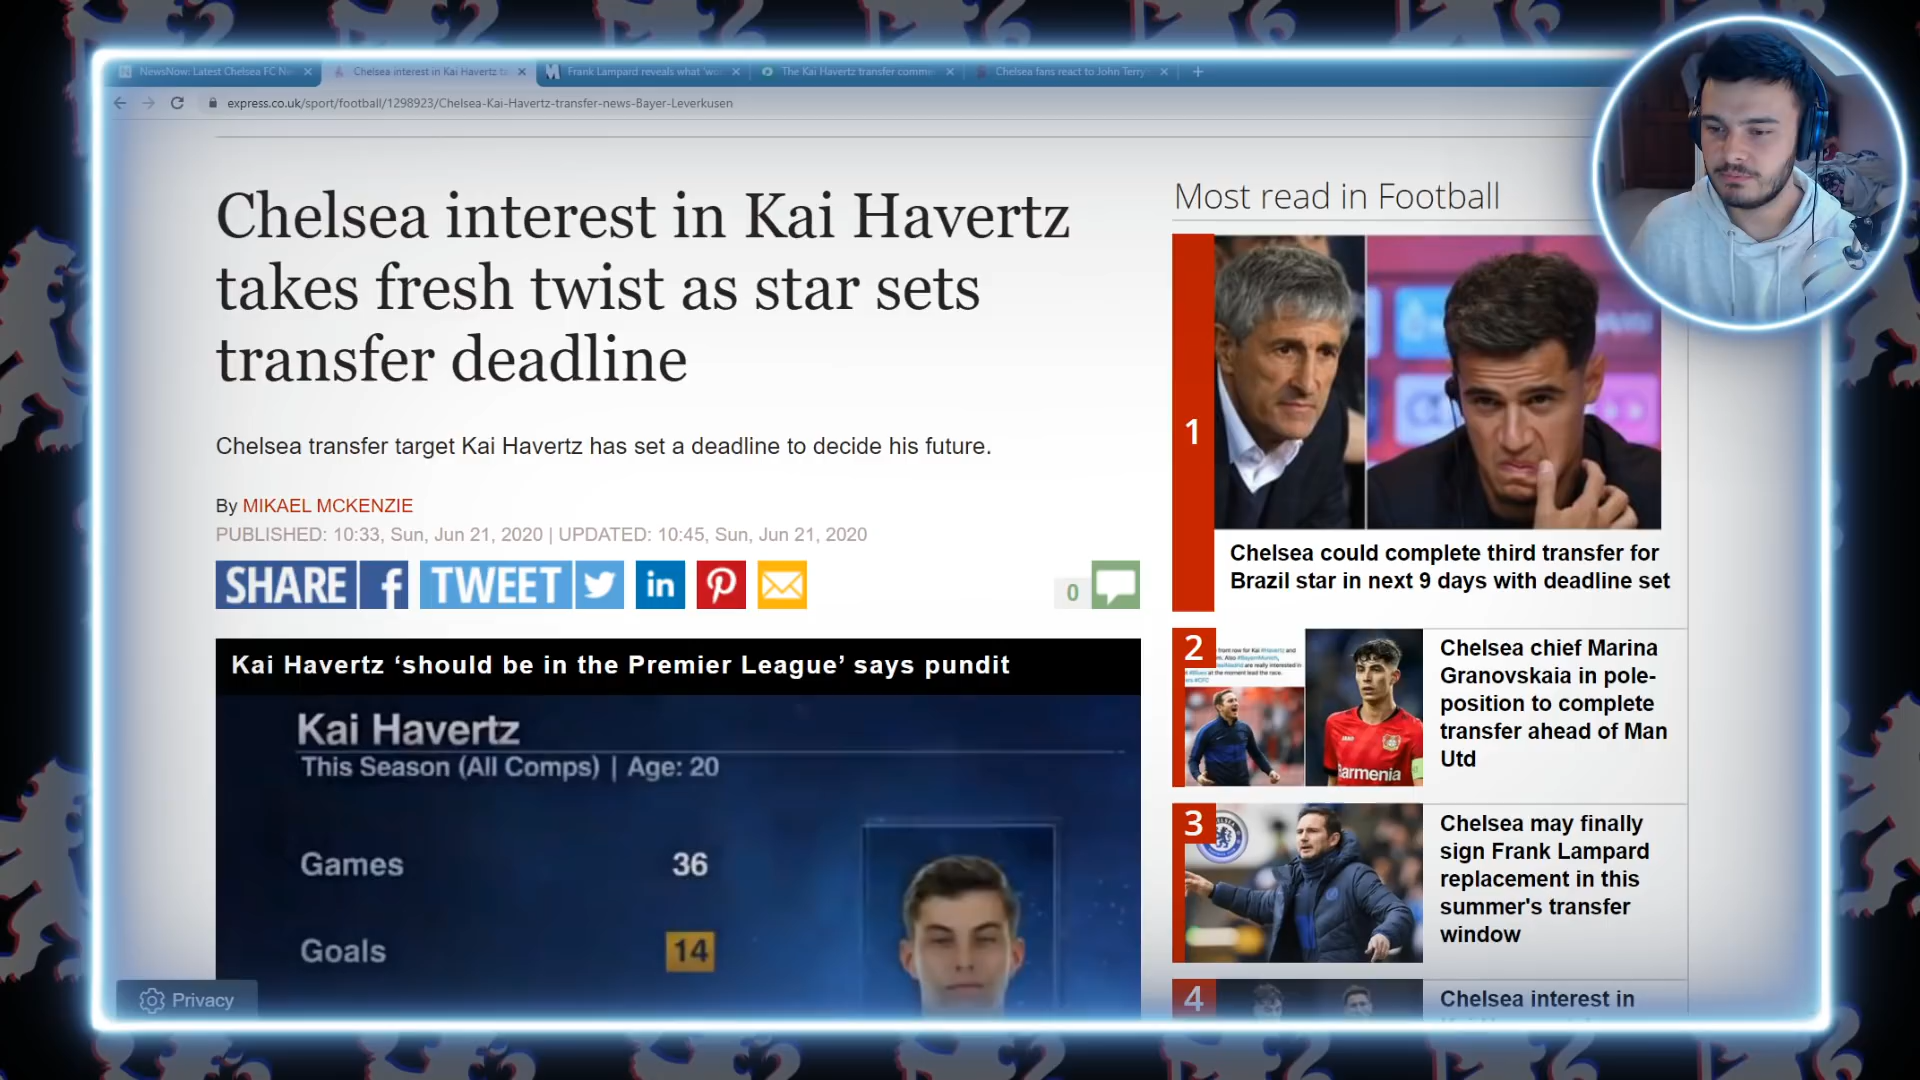 NewsNow: Latest Chelsea FC Ne
Chelsea interest in Kai Havertz ta
Frank Lampard reveals what 'wo
The Kai Havertz transfer comme
Chelsea fans react to John Terry
express.co.uk/sport/football/1298923/Chelsea-Kai-Havertz-transfer-news-Bayer-Leverkusen
Chelsea interest in Kai Havertz
takes fresh twist as star sets
transfer deadline
Chelsea transfer target Kai Havertz has set a deadline to decide his future.
By MIKAEL MCKENZIE
PUBLISHED: 10:33, Sun, Jun 21, 2020 | UPDATED: 10:45, Sun, Jun 21, 2020
SHARE f TWEET in
0
Kai Havertz ‘should be in the Premier League’ says pundit
Kai Havertz
This Season (All Comps) | Age: 20
Games 36
Goals 14
Privacy
Most read in Football
1
Chelsea could complete third transfer for
Brazil star in next 9 days with deadline set
2
Chelsea chief Marina
Granovskaia in pole-
position to complete
transfer ahead of Man
Utd
3
Chelsea may finally
sign Frank Lampard
replacement in this
summer's transfer
window
4
Chelsea interest in